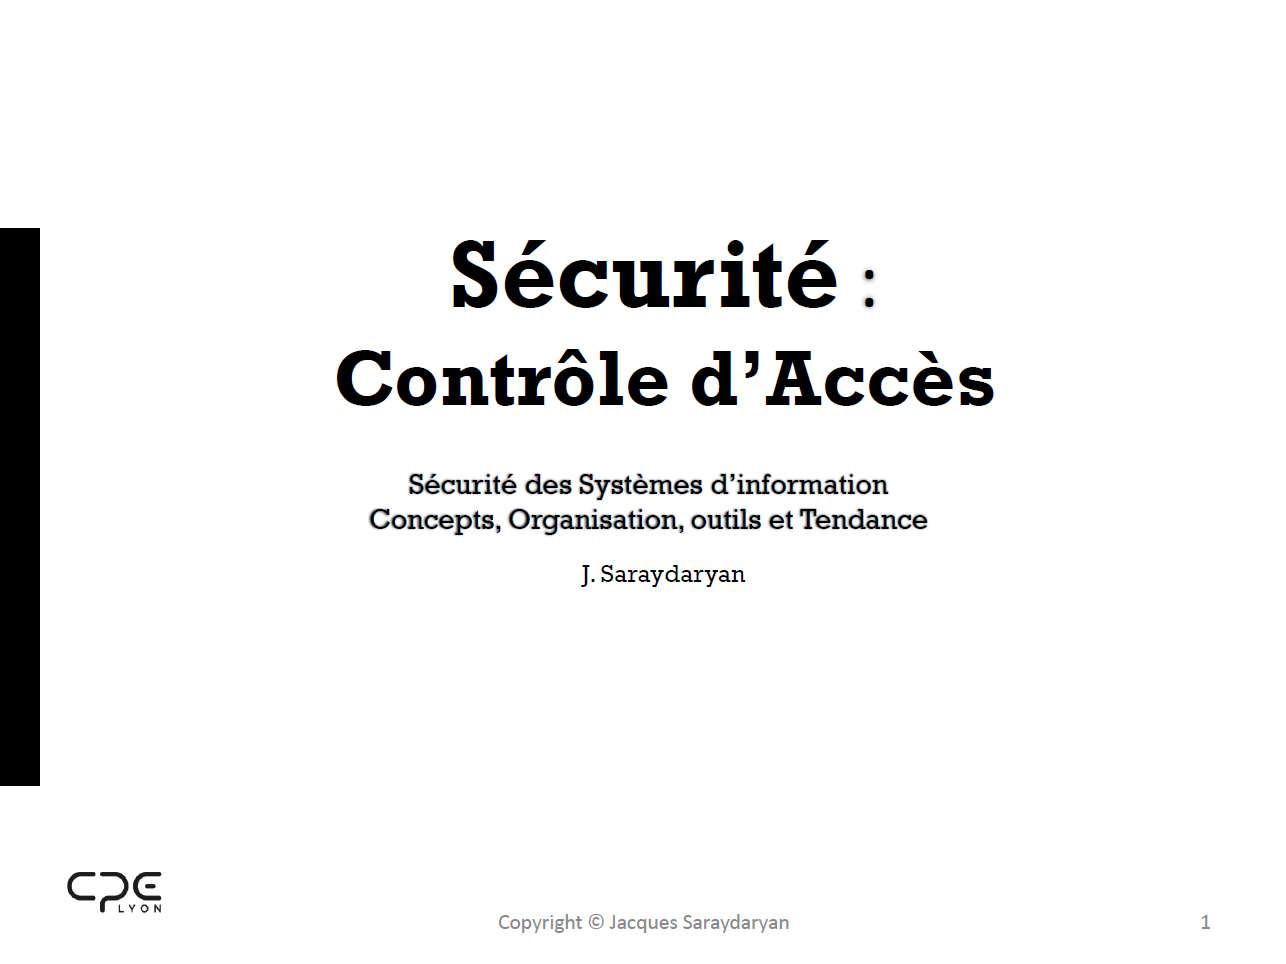 Sécurité :
Contrôle d’Accès
Sécurité des Systèmes d’information
Concepts, Organisation, outils et Tendance
J. Saraydaryan
CPE
LYON
Copyright © Jacques Saraydaryan
1